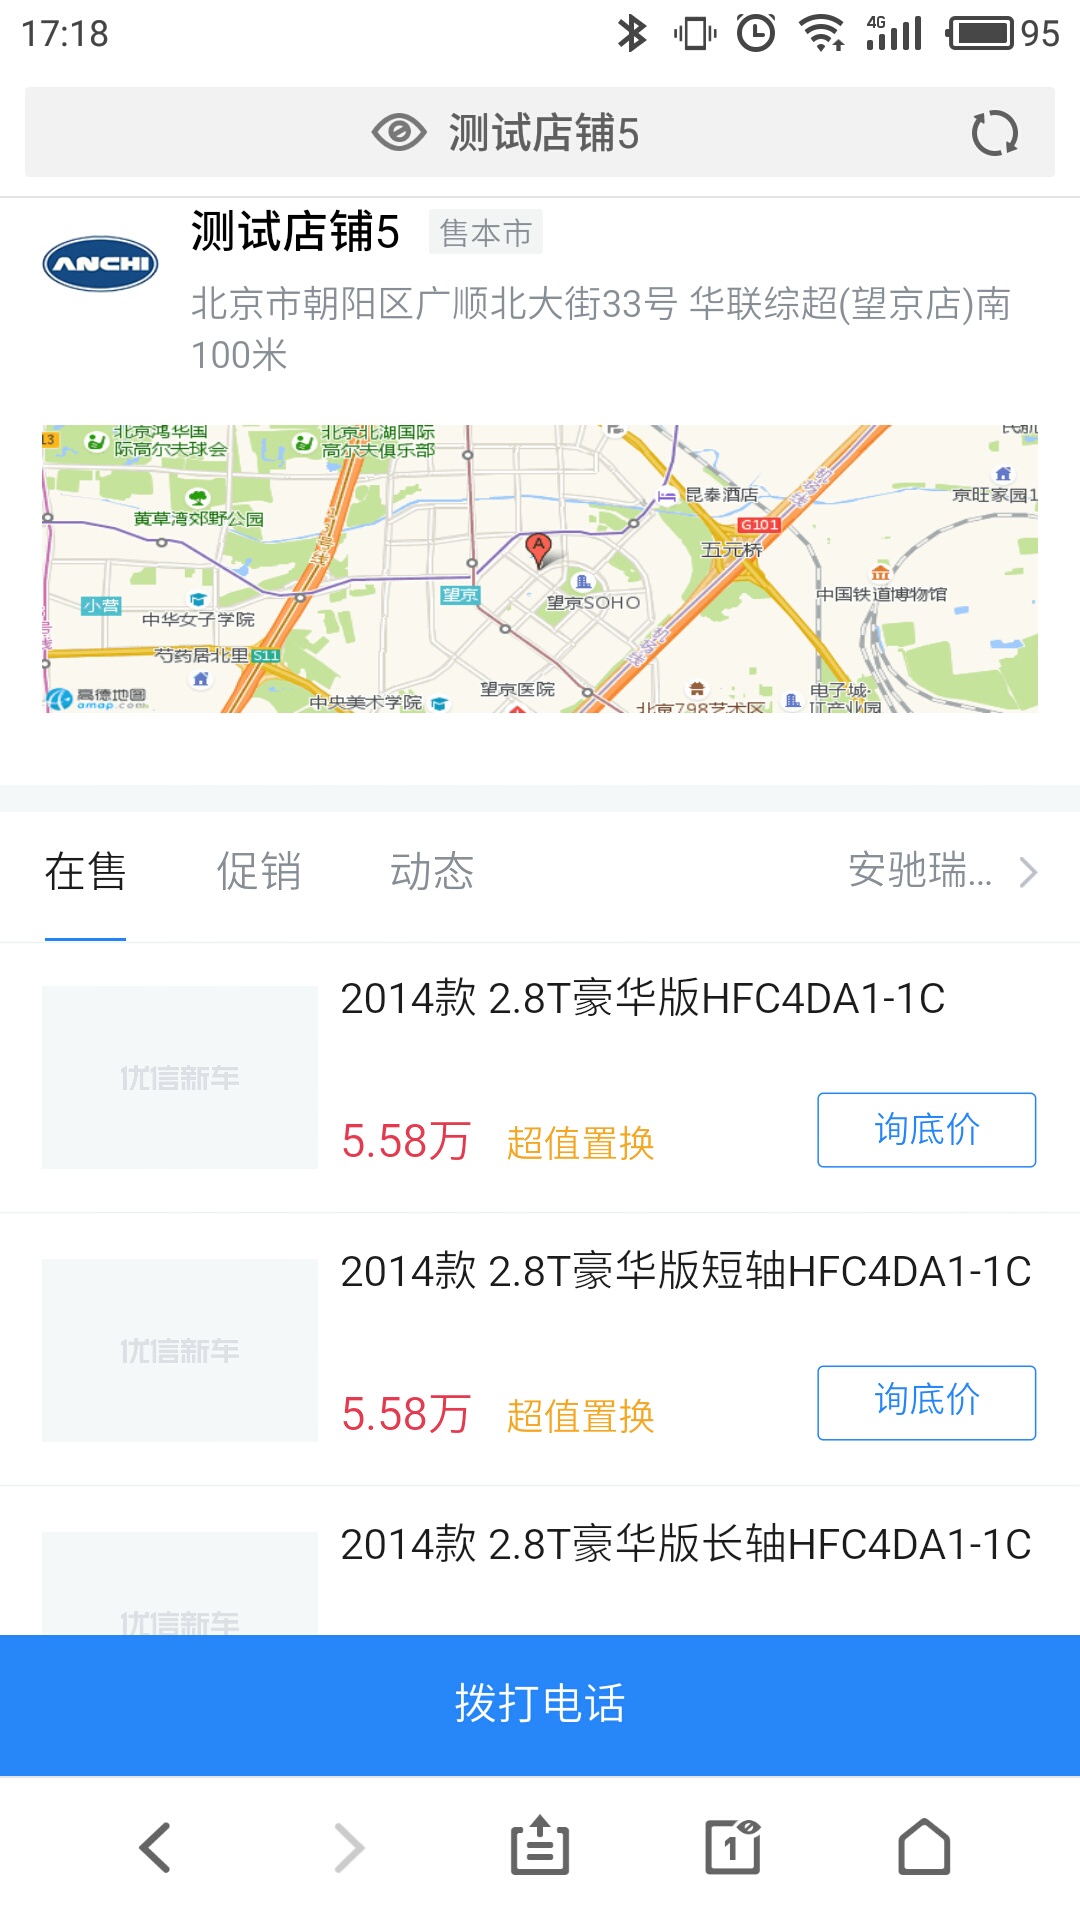 17:18
4G
95
测试店铺5
ANCHI
测试店铺5 售本市
北京市朝阳区广顺北大街33号 华联综超(望京店)南
100米
13
北京鸿华国
际高尔夫球会
北京北湖国际
高尔夫俱乐部
昆泰酒店
京旺家园1
黄草湾郊野公园
13号线
机场线
G101
五元桥
A
望京
望京SOHO
中国铁道博物馆
小营
中华女子学院
号线
芍药居北里 S11
机场线
高德地图
amap.com
中央美术学院
望京医院
北京798艺术区
电子城·
IT产业园
在售 促销 动态 安驰瑞...
优信新车
2014款 2.8T豪华版HFC4DA1-1C
5.58万 超值置换 询底价
优信新车
2014款 2.8T豪华版短轴HFC4DA1-1C
5.58万 超值置换 询底价
优信新车
2014款 2.8T豪华版长轴HFC4DA1-1C
拨打电话
1